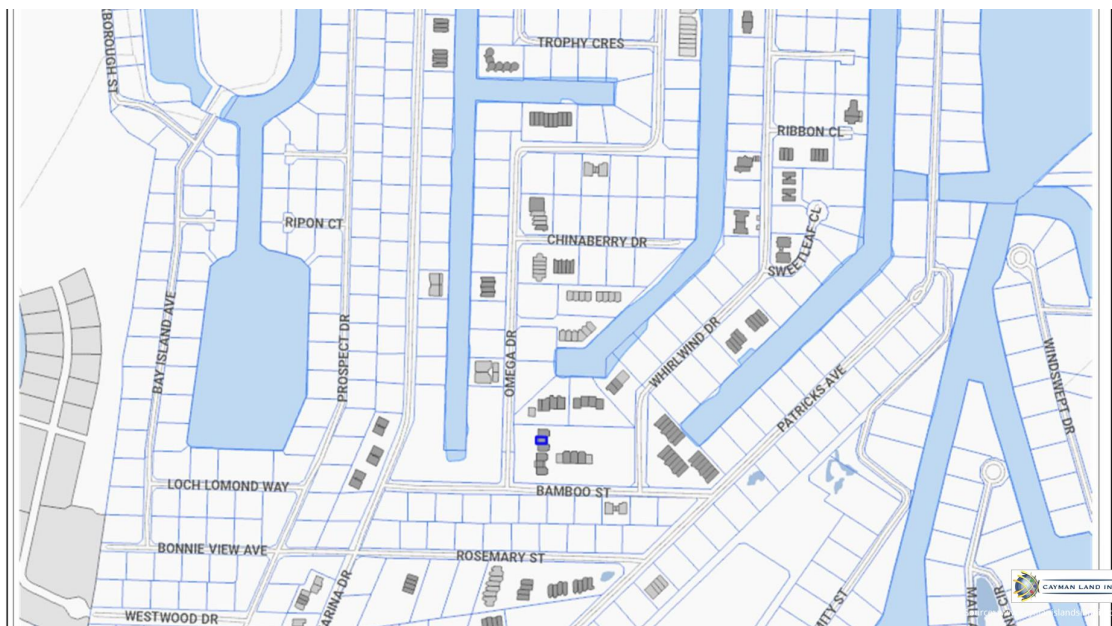 TROPHY CRES
RIBBON CL
RIPON CT
CHINABERRY DR
SWEETLEAF CL
BAY ISLAND AVE
PROSPECT DR
OMEGA DR
WHIRLWIND DR
PATRICKS AVE
WINDSWEPT DR
LOCH LOMOND WAY
BAMBOO ST
BONNIE VIEW AVE
ROSEMARY ST
WESTWOOD DR
ARINA DR
CAYMAN LAND IN